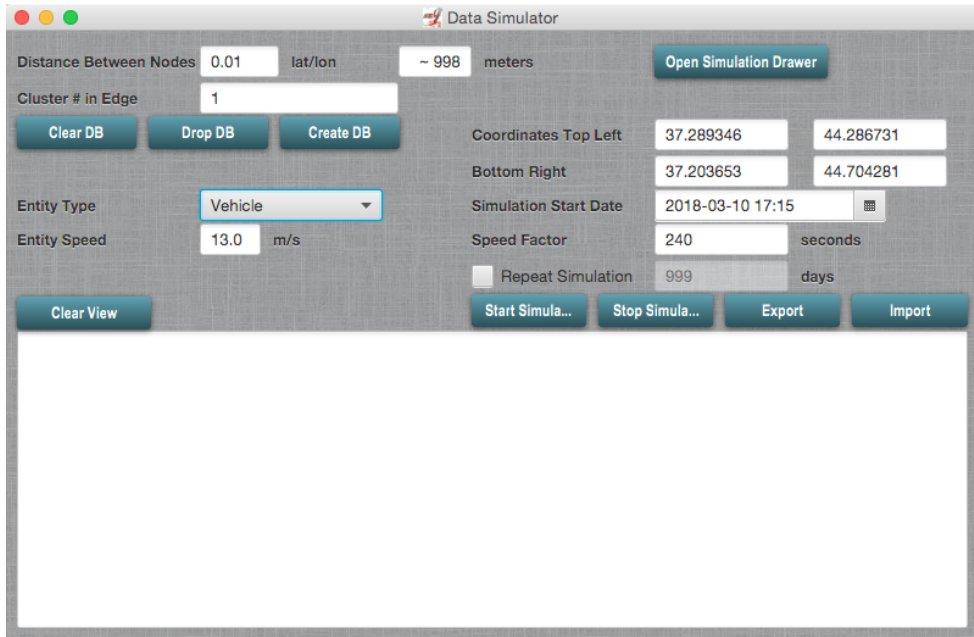 Data Simulator
Distance Between Nodes 0.01 lat/lon ~ 998 meters Open Simulation Drawer
Cluster # in Edge 1
Clear DB Drop DB Create DB
Coordinates Top Left 37.289346 44.286731
Bottom Right 37.203653 44.704281
Entity Type Vehicle Simulation Start Date 2018-03-10 17:15
Entity Speed 13.0 m/s Speed Factor 240 seconds
Repeat Simulation 999 days
Clear View Start Simula... Stop Simula... Export Import